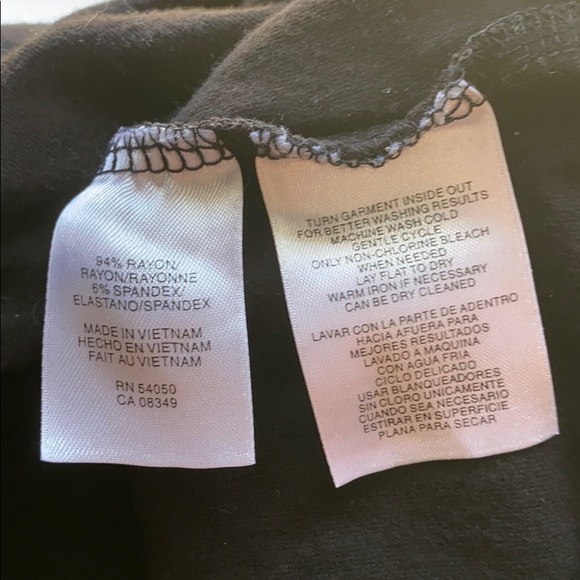 94% RAYON/
RAYON/RAYONNE
6% SPANDEX/
ELASTANO/SPANDEX
MADE IN VIETNAM
HECHO EN VIETNAM
FAIT AU VIETNAM
RN 54050
CA 08349
TURN GARMENT INSIDE OUT
FOR BETTER WASHING RESULTS
MACHINE WASH COLD
GENTLE CYCLE
ONLY NON-CHLORINE BLEACH
WHEN NEEDED
LAY FLAT TO DRY
WARM IRON IF NECESSARY
CAN BE DRY CLEANED
LAVAR CON LA PARTE DE ADENTRO
HACIA AFUERA PARA
MEJORES RESULTADOS
LAVADO A MAQUINA
CON AGUA FRIA
CICLO DELICADO
USAR BLANQUEADORES
SIN CLORO UNICAMENTE
CUANDO SEA NECESARIO
ESTIRAR EN SUPERFICIE
PLANA PARA SECAR